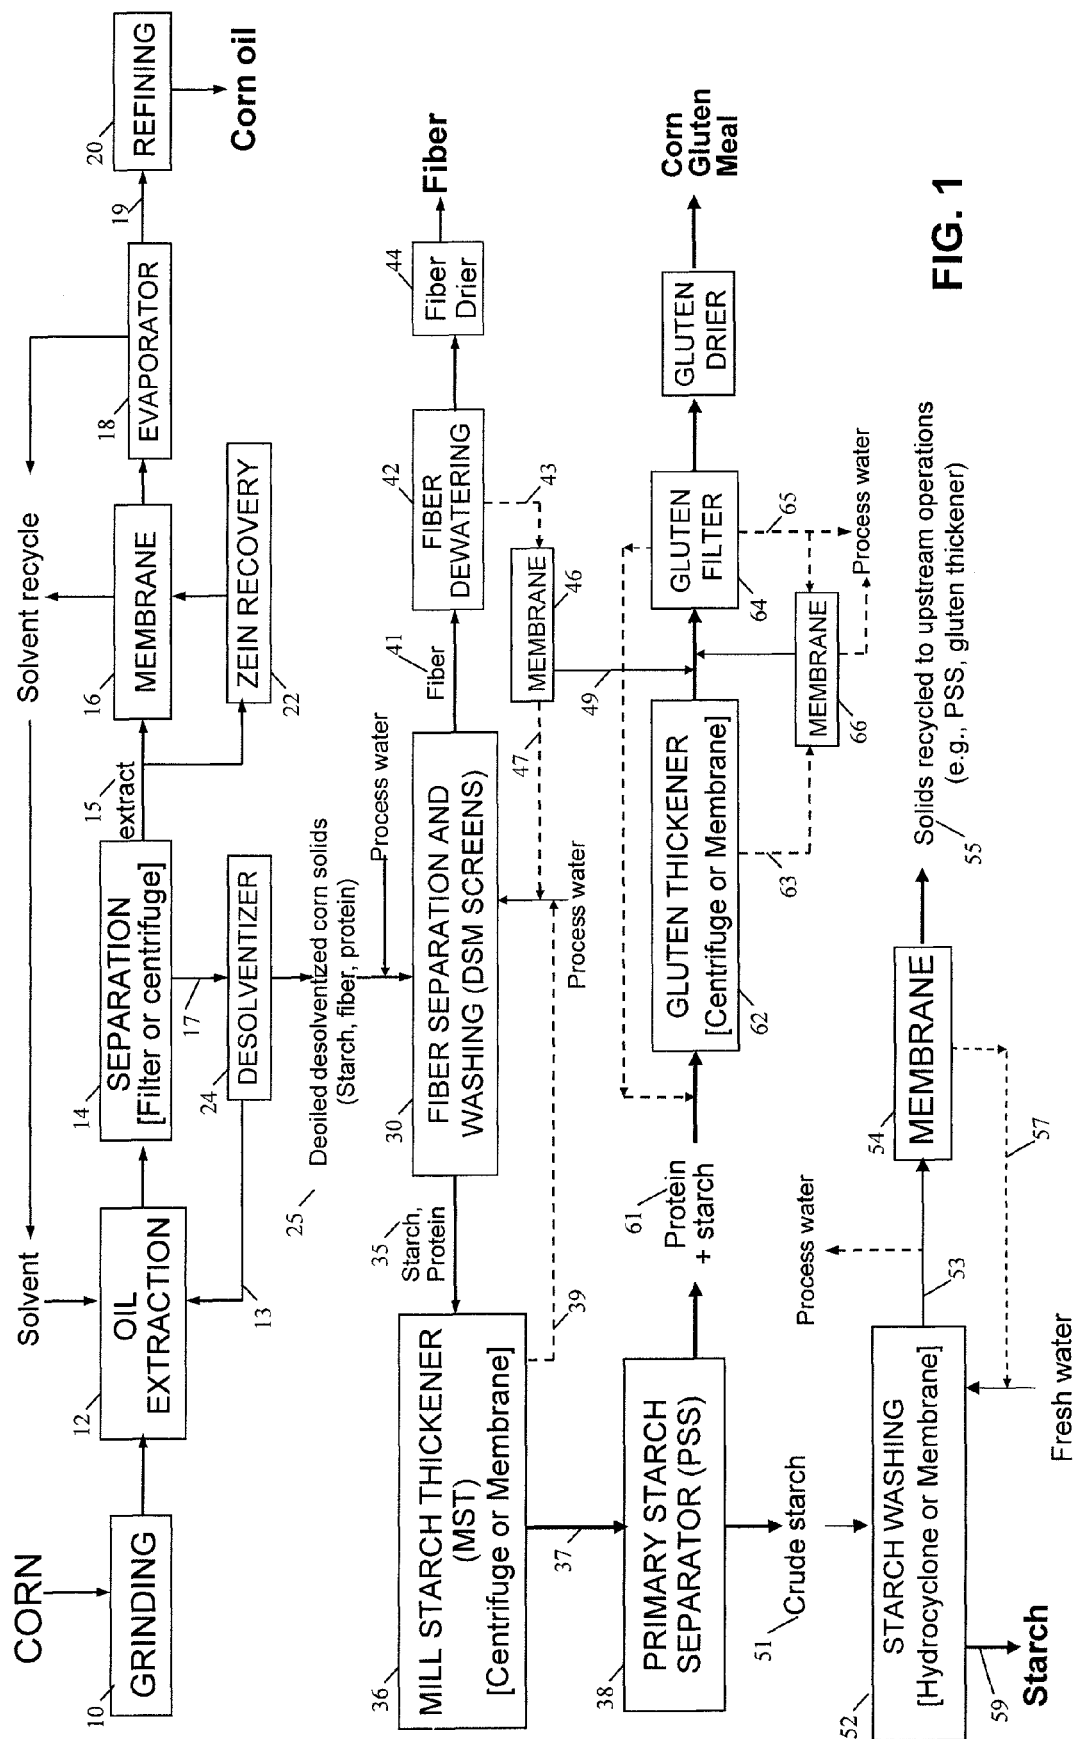 CORN
10
GRINDING
Solvent
Solvent recycle
12
OIL
EXTRACTION
13
14
SEPARATION
[Filter or centrifuge]
15
extract
16
MEMBRANE
17
18
EVAPORATOR
19
20
REFINING
Corn oil
22
ZEIN RECOVERY
24
DESOLVENTIZER
25
Deoiled desolventized corn solids
(Starch, fiber, protein)
Process water
30
FIBER SEPARATION AND
WASHING (DSM SCREENS)
35
Starch,
Protein
36
MILL STARCH THICKENER
(MST)
[Centrifuge or Membrane]
39
Process water
41
Fiber
42
FIBER
DEWATERING
43
44
Fiber
Drier
Fiber
MEMBRANE
46
47
49
37
38
PRIMARY STARCH
SEPARATOR (PSS)
61
Protein
+ starch
GLUTEN THICKENER
[Centrifuge or Membrane]
62
63
GLUTEN
FILTER
64
65
MEMBRANE
66
Process water
GLUTEN
DRIER
Corn
Gluten
Meal
51
Crude starch
52
STARCH WASHING
[Hydrocyclone or Membrane]
53
Process water
54
MEMBRANE
55
Solids recycled to upstream operations
(e.g., PSS, gluten thickener)
57
Fresh water
59
Starch
FIG. 1